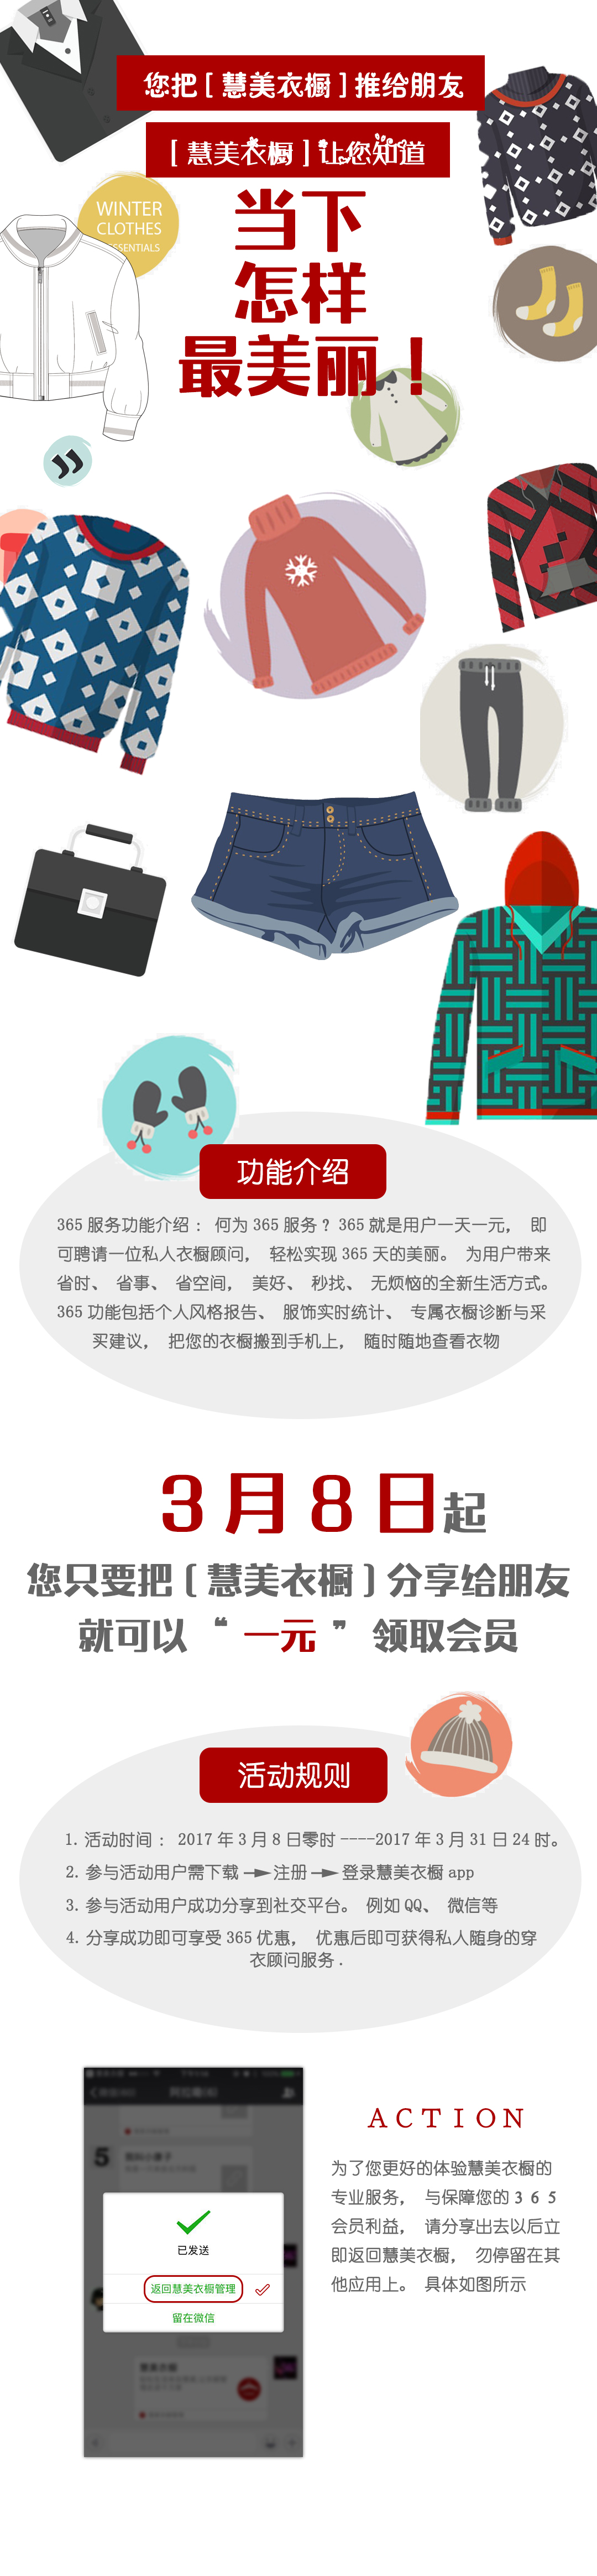 您把[慧美衣橱]推给朋友
[慧美衣橱]让您知道
当下
怎样
最美丽！
WINTER
CLOTHES
SSENTIALS
功能介绍
365 服务功能介绍： 何为 365 服务？365 就是用户一天一元， 即
可聘请一位私人衣橱顾问， 轻松实现 365 天的美丽。 为用户带来
省时、 省事、 省空间， 美好、 秒找、 无烦恼的全新生活方式。
365 功能包括个人风格报告、 服饰实时统计、 专属衣橱诊断与采
买建议， 把您的衣橱搬到手机上， 随时随地查看衣物
3月8日起
您只要把[慧美衣橱]分享给朋友
就可以 “一元” 领取会员
活动规则
1. 活动时间： 2017 年 3 月 8 日零时 ----2017 年 3 月 31 日 24 时。
2. 参与活动用户需下载 → 注册 → 登录慧美衣橱 app
3. 参与活动用户成功分享到社交平台。 例如 QQ、 微信等
4. 分享成功即可享受 365 优惠， 优惠后即可获得私人随身的穿
衣顾问服务 .
ACTION
为了您更好的体验慧美衣橱的
专业服务， 与保障您的 3 6 5
会员利益， 请分享出去以后立
即返回慧美衣橱， 勿停留在其
他应用上。 具体如图所示
5
已发送
返回慧美衣橱管理
留在微信